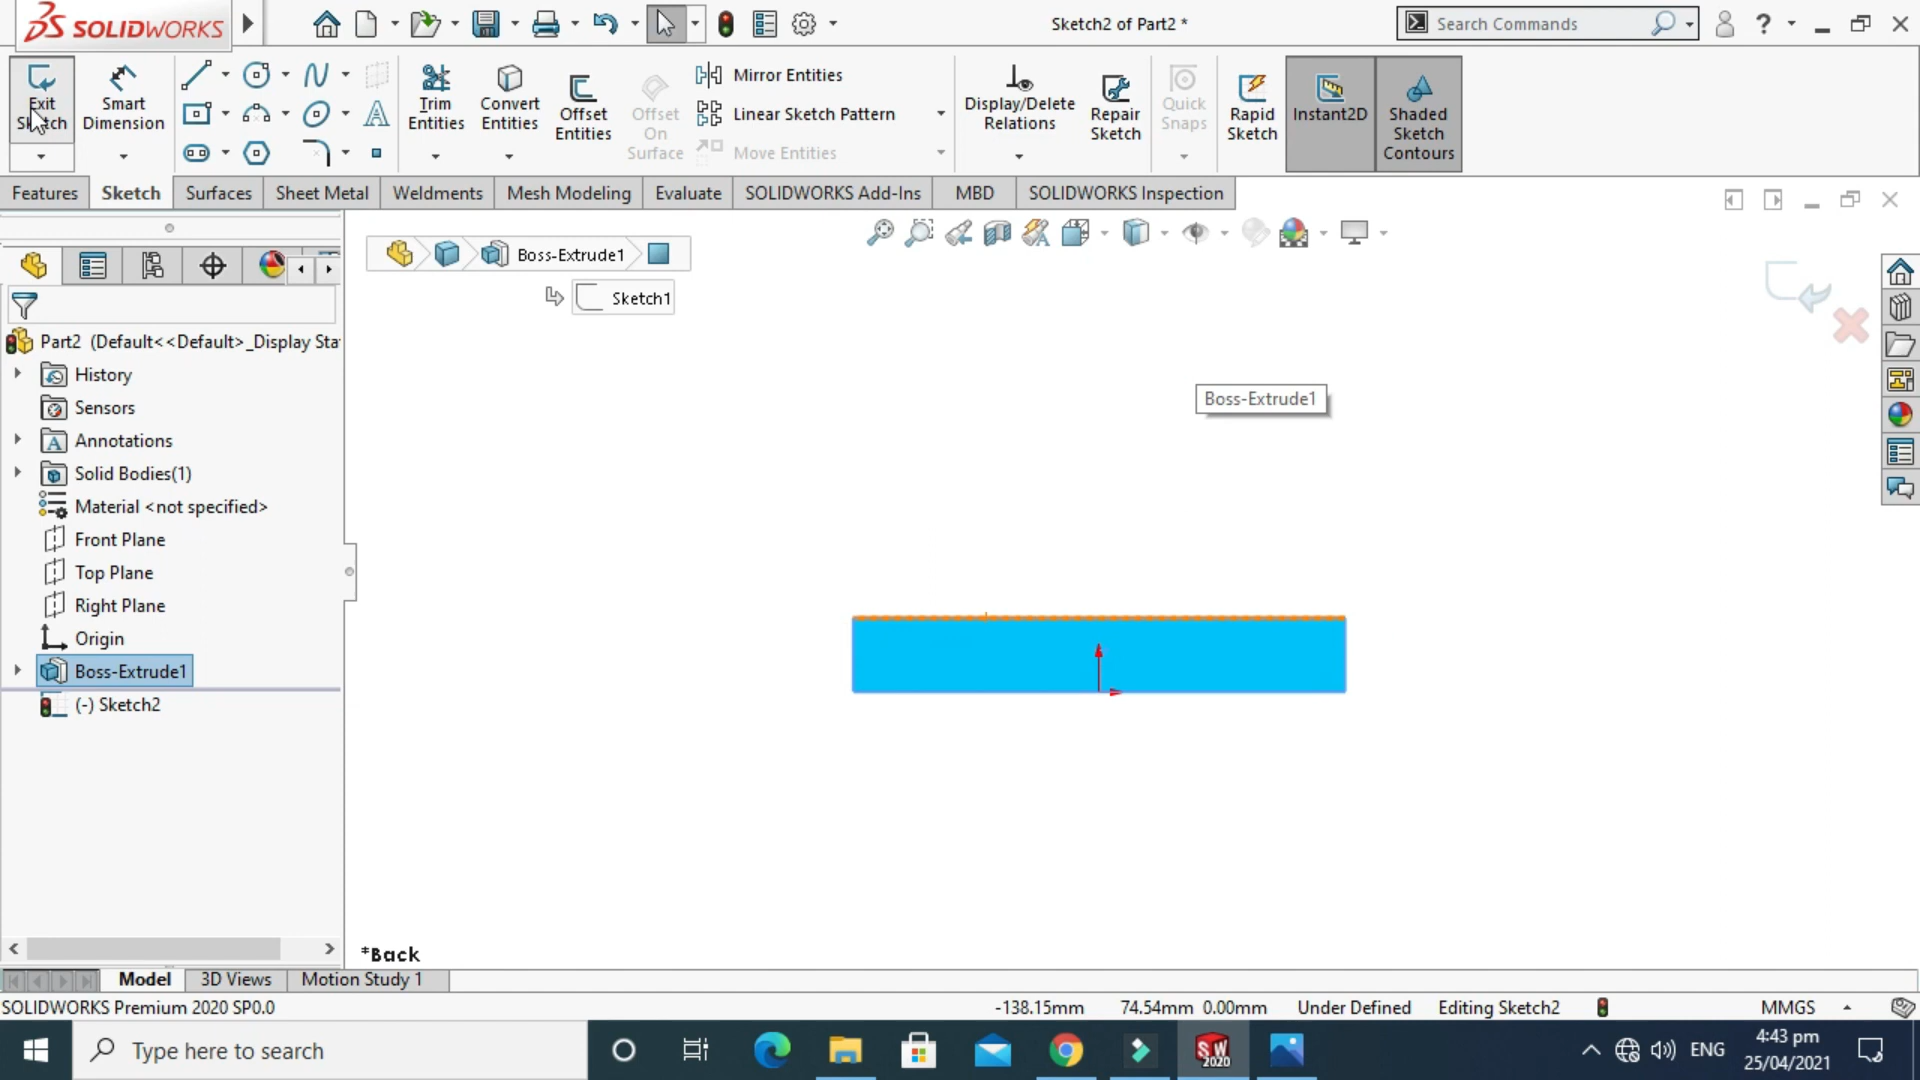 SOLIDWORKS
Sketch2 of Part2 *
Search Commands
Exit Sketch
Smart Dimension
Trim Entities
Convert Entities
Offset Entities
Offset On Surface
Mirror Entities
Linear Sketch Pattern
Move Entities
Display/Delete Relations
Repair Sketch
Quick Snaps
Rapid Sketch
Instant2D
Shaded Sketch Contours
Features
Sketch
Surfaces
Sheet Metal
Weldments
Mesh Modeling
Evaluate
SOLIDWORKS Add-Ins
MBD
SOLIDWORKS Inspection
Boss-Extrude1
Sketch1
Boss-Extrude1
Part2 (Default<<Default>_Display Sta
History
Sensors
Annotations
Solid Bodies(1)
Material <not specified>
Front Plane
Top Plane
Right Plane
Origin
Boss-Extrude1
(-) Sketch2
*Back
Model
3D Views
Motion Study 1
SOLIDWORKS Premium 2020 SP0.0
-138.15mm
74.54mm
0.00mm
Under Defined
Editing Sketch2
MMGS
Type here to search
SW
2020
ENG
4:43 pm
25/04/2021